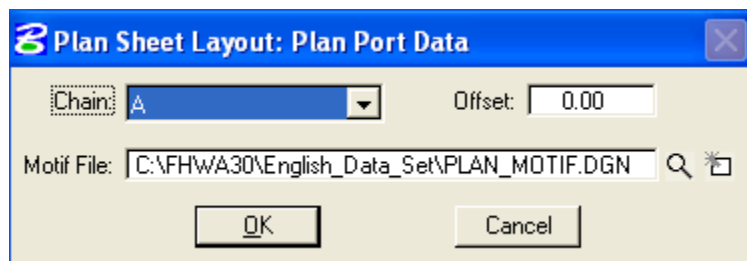 Plan Sheet Layout: Plan Port Data
Chain: A Offset: 0.00
Motif File: C:\FHWA30\English_Data_Set\PLAN_MOTIF.DGN
OK Cancel